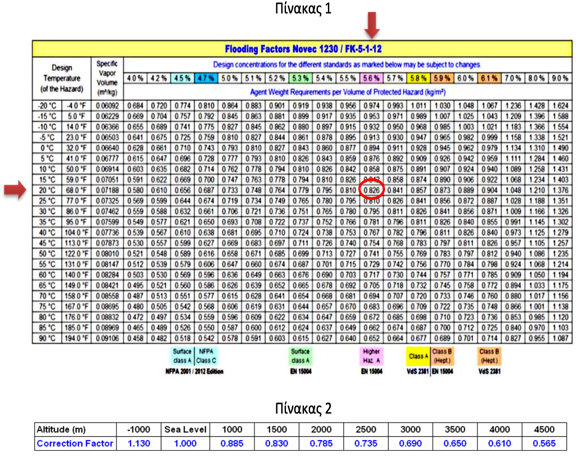 Πίνακας 1
Flooding Factors Novec 1230 / FK-5-1-12
Design Temperature (of the Hazard)
Specific Vapor Volume (m³/kg)
Design concentrations for the different standards as marked below may be subject to changes
4.0 % 4.2 % 4.5 % 4.7 % 5.0 % 5.1 % 5.2 % 5.3 % 5.4 % 5.5 % 5.6 % 5.7 % 5.8 % 5.9 % 6.0 % 6.1 % 7.0 % 8.0 % 9.0 %
Agent Weight Requirements per Volume of Protected Hazard (kg/m³)
-20 °C -4.0 °F 0.06092 0.684 0.720 0.774 0.810 0.864 0.883 0.901 0.919 0.938 0.956 0.974 0.993 1.011 1.030 1.048 1.067 1.236 1.428 1.624
-15 °C 5.0 °F 0.06229 0.669 0.704 0.757 0.792 0.845 0.863 0.881 0.899 0.917 0.935 0.953 0.971 0.989 1.007 1.025 1.043 1.209 1.396 1.588
-10 °C 14.0 °F 0.06366 0.655 0.689 0.741 0.775 0.827 0.845 0.862 0.880 0.897 0.915 0.932 0.950 0.968 0.985 1.003 1.021 1.183 1.366 1.554
-5 °C 23.0 °F 0.06503 0.641 0.675 0.725 0.759 0.810 0.827 0.844 0.861 0.878 0.895 0.913 0.930 0.947 0.965 0.982 0.999 1.158 1.338 1.521
0 °C 32.0 °F 0.06640 0.628 0.661 0.710 0.743 0.793 0.810 0.827 0.843 0.860 0.877 0.894 0.911 0.928 0.945 0.962 0.979 1.134 1.310 1.490
5 °C 41.0 °F 0.06777 0.615 0.647 0.696 0.728 0.777 0.793 0.810 0.826 0.843 0.859 0.876 0.892 0.909 0.926 0.942 0.959 1.111 1.284 1.460
10 °C 50.0 °F 0.06914 0.603 0.635 0.682 0.714 0.762 0.778 0.794 0.810 0.826 0.842 0.858 0.875 0.891 0.907 0.924 0.940 1.089 1.258 1.431
15 °C 59.0 °F 0.07051 0.591 0.622 0.669 0.700 0.747 0.763 0.778 0.794 0.810 0.826 0.858 0.874 0.890 0.906 0.922 1.068 1.234 1.403
20 °C 68.0 °F 0.07188 0.580 0.610 0.656 0.687 0.733 0.748 0.764 0.779 0.795 0.810 0.826 0.841 0.857 0.873 0.889 0.904 1.048 1.210 1.376
25 °C 77.0 °F 0.07325 0.569 0.599 0.644 0.674 0.719 0.734 0.749 0.765 0.780 0.795 0.810 0.826 0.841 0.856 0.872 0.887 1.028 1.188 1.351
30 °C 86.0 °F 0.07462 0.559 0.588 0.632 0.661 0.706 0.721 0.736 0.751 0.765 0.780 0.795 0.811 0.826 0.841 0.856 0.871 1.009 1.166 1.326
35 °C 95.0 °F 0.07599 0.549 0.577 0.621 0.650 0.693 0.708 0.722 0.737 0.752 0.766 0.781 0.796 0.811 0.826 0.840 0.855 0.991 1.145 1.302
40 °C 104.0 °F 0.07736 0.539 0.567 0.610 0.638 0.681 0.695 0.710 0.724 0.738 0.753 0.767 0.782 0.796 0.811 0.826 0.840 0.973 1.125 1.279
45 °C 113.0 °F 0.07873 0.530 0.557 0.599 0.627 0.669 0.683 0.697 0.711 0.726 0.740 0.754 0.768 0.783 0.797 0.811 0.826 0.957 1.105 1.257
50 °C 122.0 °F 0.08010 0.521 0.548 0.589 0.616 0.658 0.671 0.685 0.699 0.713 0.727 0.741 0.755 0.769 0.783 0.797 0.812 0.940 1.086 1.235
55 °C 131.0 °F 0.08147 0.512 0.539 0.579 0.606 0.647 0.660 0.674 0.687 0.701 0.715 0.729 0.742 0.756 0.770 0.784 0.798 0.924 1.068 1.214
60 °C 140.0 °F 0.08284 0.503 0.530 0.569 0.596 0.636 0.649 0.663 0.676 0.690 0.703 0.717 0.730 0.744 0.757 0.771 0.785 0.909 1.050 1.194
65 °C 149.0 °F 0.08421 0.495 0.521 0.560 0.586 0.626 0.639 0.652 0.665 0.678 0.692 0.705 0.718 0.732 0.745 0.758 0.772 0.894 1.033 1.175
70 °C 158.0 °F 0.08558 0.487 0.513 0.551 0.577 0.615 0.628 0.641 0.654 0.668 0.681 0.694 0.707 0.720 0.733 0.746 0.760 0.880 1.017 1.156
75 °C 167.0 °F 0.08695 0.480 0.505 0.542 0.568 0.606 0.619 0.631 0.644 0.657 0.670 0.683 0.696 0.709 0.722 0.735 0.748 0.866 1.001 1.138
80 °C 176.0 °F 0.08832 0.472 0.497 0.534 0.559 0.596 0.609 0.622 0.634 0.647 0.659 0.672 0.685 0.698 0.710 0.723 0.736 0.853 0.985 1.120
85 °C 185.0 °F 0.08969 0.465 0.489 0.526 0.550 0.587 0.600 0.612 0.624 0.637 0.649 0.662 0.674 0.687 0.700 0.712 0.725 0.840 0.970 1.103
90 °C 194.0 °F 0.09106 0.458 0.482 0.518 0.542 0.578 0.591 0.603 0.615 0.627 0.640 0.652 0.664 0.677 0.689 0.701 0.714 0.827 0.955 1.087
Surface class A NFPA Class C Surface class A Higher Haz. A Class A Class B (Hept.) Class B (Hept.)
NFPA 2001 / 2012 Edition EN 15004 EN 15004 VdS 2381 EN 15004 VdS 2381
Πίνακας 2
Altitude (m) -1000 Sea Level 1000 1500 2000 2500 3000 3500 4000 4500
Correction Factor 1.130 1.000 0.885 0.830 0.785 0.735 0.690 0.650 0.610 0.565